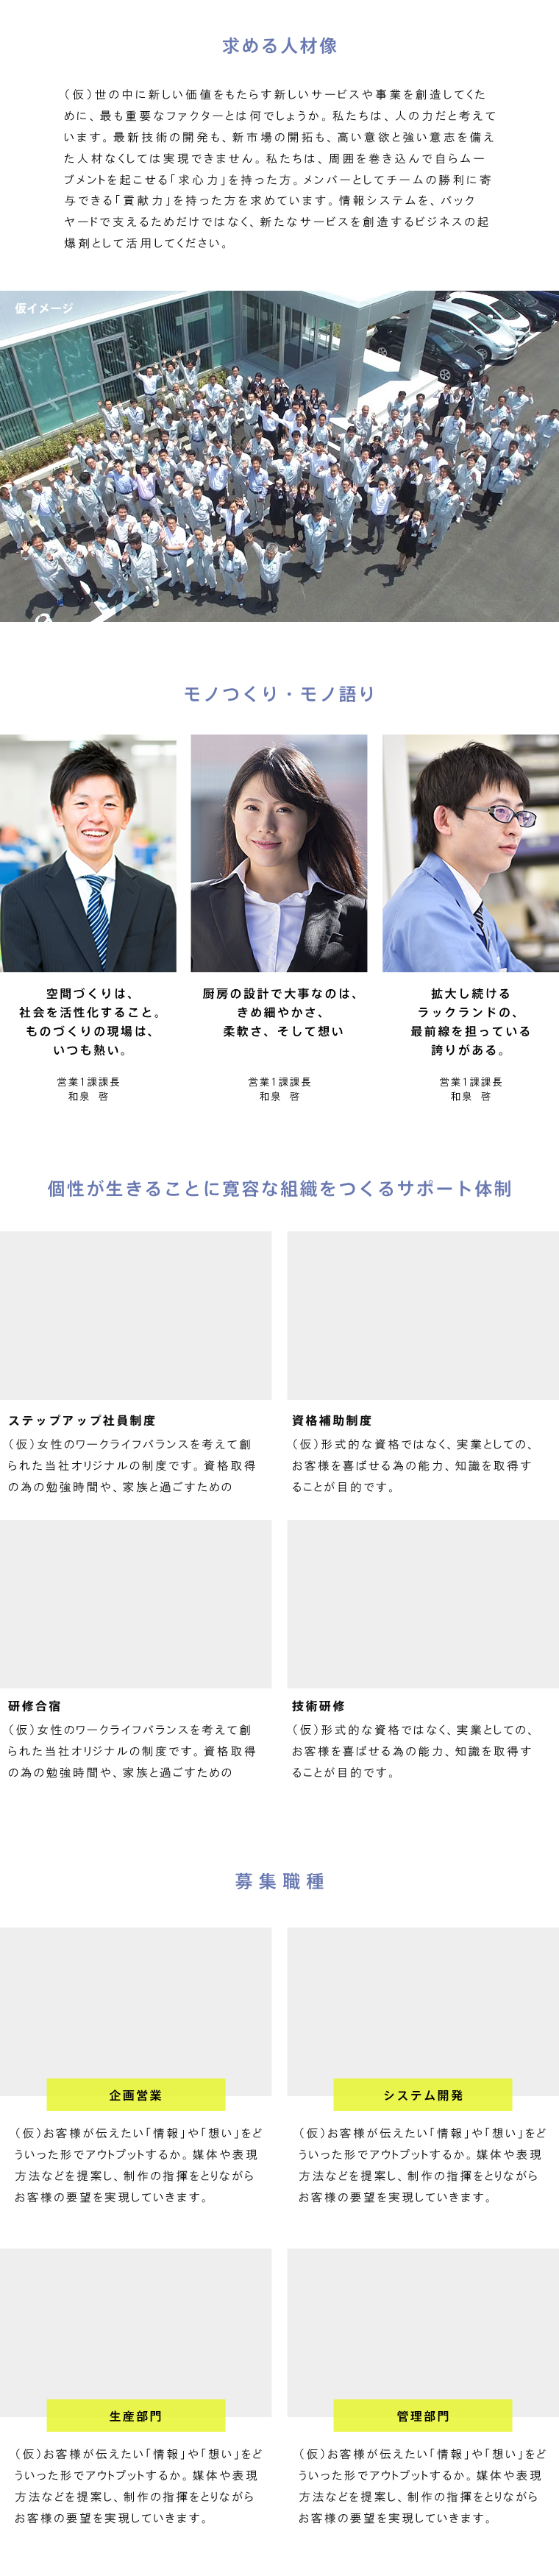 求める人材像
（仮）世の中に新しい価値をもたらす新しいサービスや事業を創造してくた
めに、最も重要なファクターとは何でしょうか。私たちは、人の力だと考えて
います。最新技術の開発も、新市場の開拓も、高い意欲と強い意志を備え
た人材なくしては実現できません。私たちは、周囲を巻き込んで自らムー
ブメントを起こせる「求心力」を持った方。メンバーとしてチームの勝利に寄
与できる「貢献力」を持った方を求めています。情報システムを、バック
ヤードで支えるためだけではなく、新たなサービスを創造するビジネスの起
爆剤として活用してください。
仮イメージ
モノつくり・モノ語り
空間づくりは、
社会を活性化すること。
ものづくりの現場は、
いつも熱い。
営業1課課長
和泉 啓
厨房の設計で大事なのは、
きめ細やかさ、
柔軟さ、そして想い
営業1課課長
和泉 啓
拡大し続ける
ラックランドの、
最前線を担っている
誇りがある。
営業1課課長
和泉 啓
個性が生きることに寛容な組織をつくるサポート体制
ステップアップ社員制度
（仮）女性のワークライフバランスを考えて創
られた当社オリジナルの制度です。資格取得
の為の勉強時間や、家族と過ごすための
資格補助制度
（仮）形式的な資格ではなく、実業としての、
お客様を喜ばせる為の能力、知識を取得す
ることが目的です。
研修合宿
（仮）女性のワークライフバランスを考えて創
られた当社オリジナルの制度です。資格取得
の為の勉強時間や、家族と過ごすための
技術研修
（仮）形式的な資格ではなく、実業としての、
お客様を喜ばせる為の能力、知識を取得す
ることが目的です。
募集職種
企画営業
（仮）お客様が伝えたい「情報」や「想い」をど
ういった形でアウトプットするか。媒体や表現
方法などを提案し、制作の指揮をとりながら
お客様の要望を実現していきます。
システム開発
（仮）お客様が伝えたい「情報」や「想い」をど
ういった形でアウトプットするか。媒体や表現
方法などを提案し、制作の指揮をとりながら
お客様の要望を実現していきます。
生産部門
（仮）お客様が伝えたい「情報」や「想い」をど
ういった形でアウトプットするか。媒体や表現
方法などを提案し、制作の指揮をとりながら
お客様の要望を実現していきます。
管理部門
（仮）お客様が伝えたい「情報」や「想い」をど
ういった形でアウトプットするか。媒体や表現
方法などを提案し、制作の指揮をとりながら
お客様の要望を実現していきます。